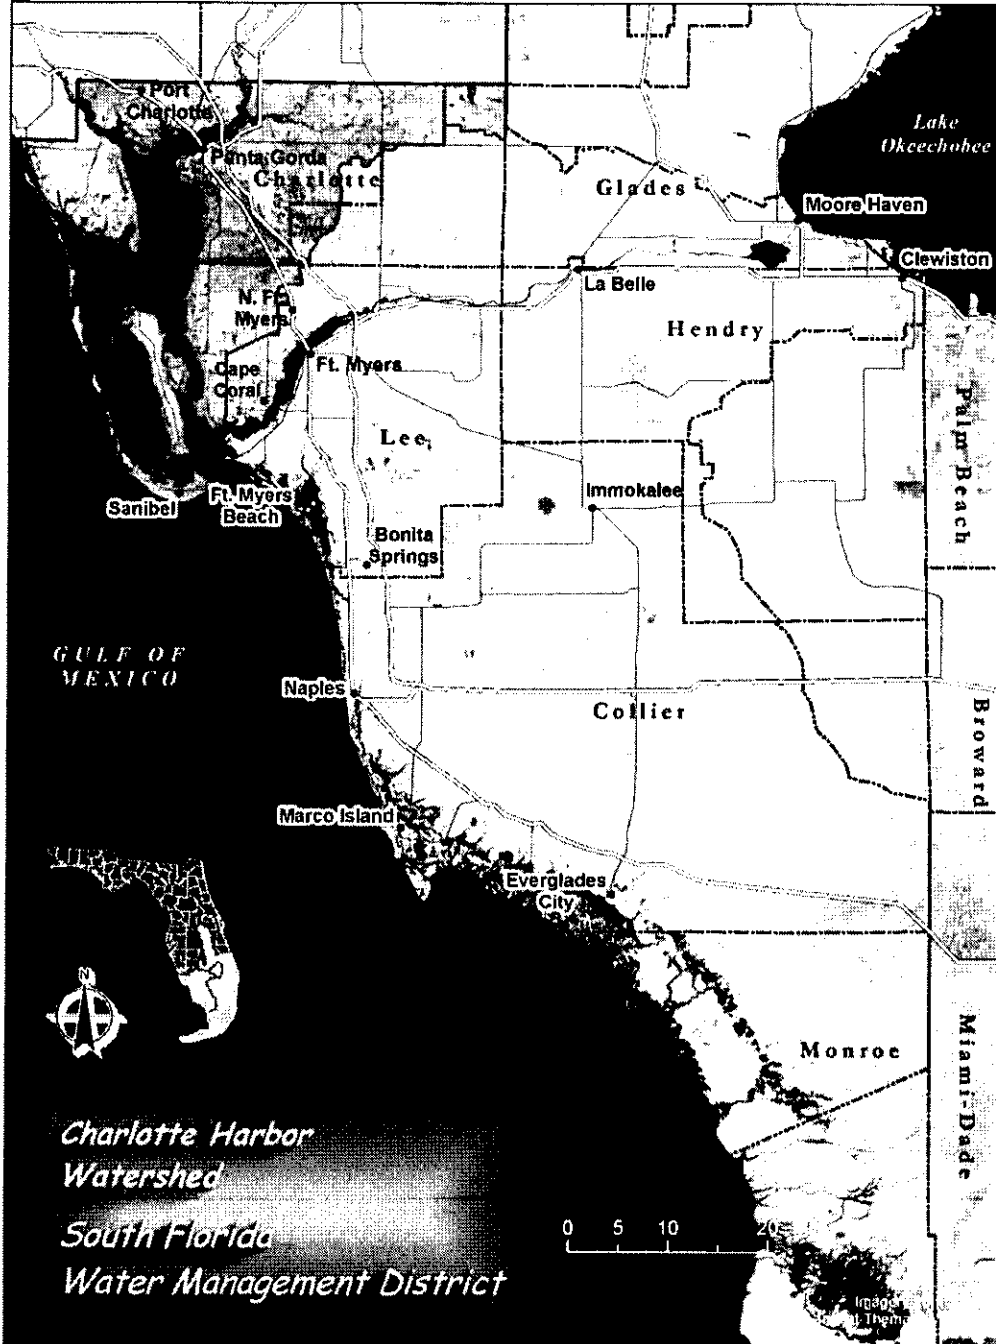 Port
Charlotte
Lake
Okeechobee
Punta Gorda
Charlotte
Glades
Moore Haven
Clewiston
La Belle
N. Ft.
Myers
Hendry
Ft. Myers
Cape
Coral
Palm Beach
Lee
Immokalee
Sanibel
Ft. Myers
Beach
Bonita
Springs
GULF OF
MEXICO
Naples
Collier
Broward
Marco Island
Everglades
City
N
Monroe
Miami-Dade
Charlotte Harbor
Watershed
South Florida
Water Management District
0 5 10 20